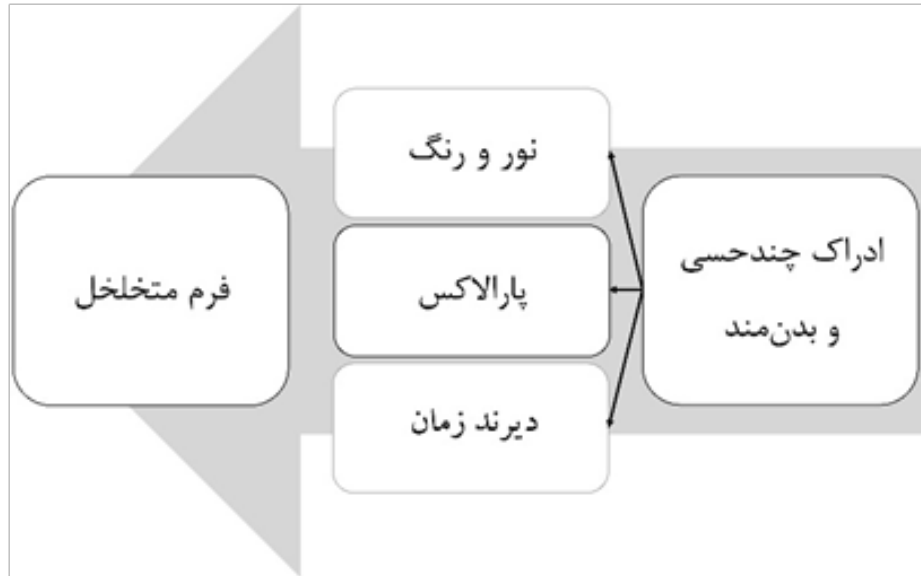 ادراک چندحسی
و بدن‌مند
نور و رنگ
پارالاکس
دیرند زمان
فرم متخلخل